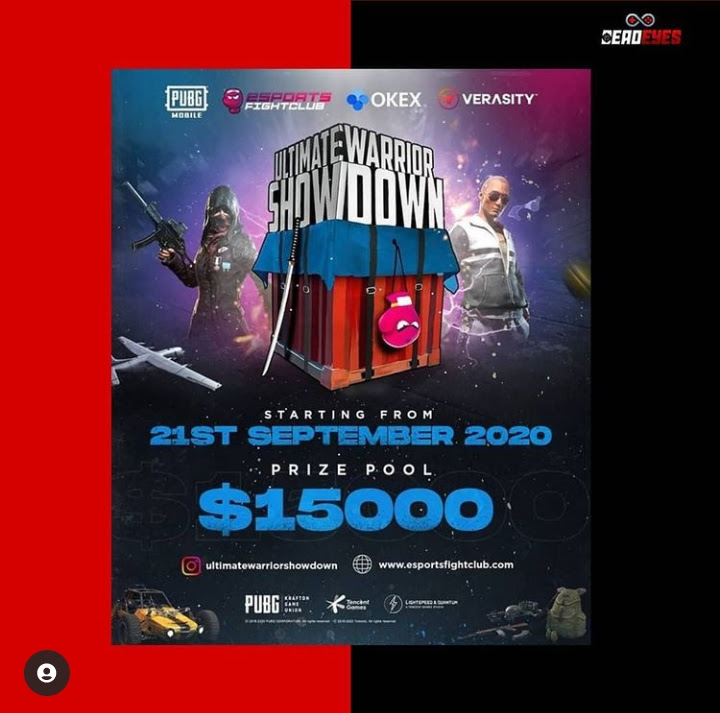 DEADEYES
PUBG
MOBILE
ESPORTS
FIGHTCLUB
OKEX
VERASITY
ULTIMATE WARRIOR
SHOWDOWN
STARTING FROM
21ST SEPTEMBER 2020
PRIZE POOL
$15000
ultimatewarriorshowdown
www.esportsfightclub.com
PUBG
KRAFTON
GAME
UNION
Tencent
Games
LIGHTSPEED & QUANTUM